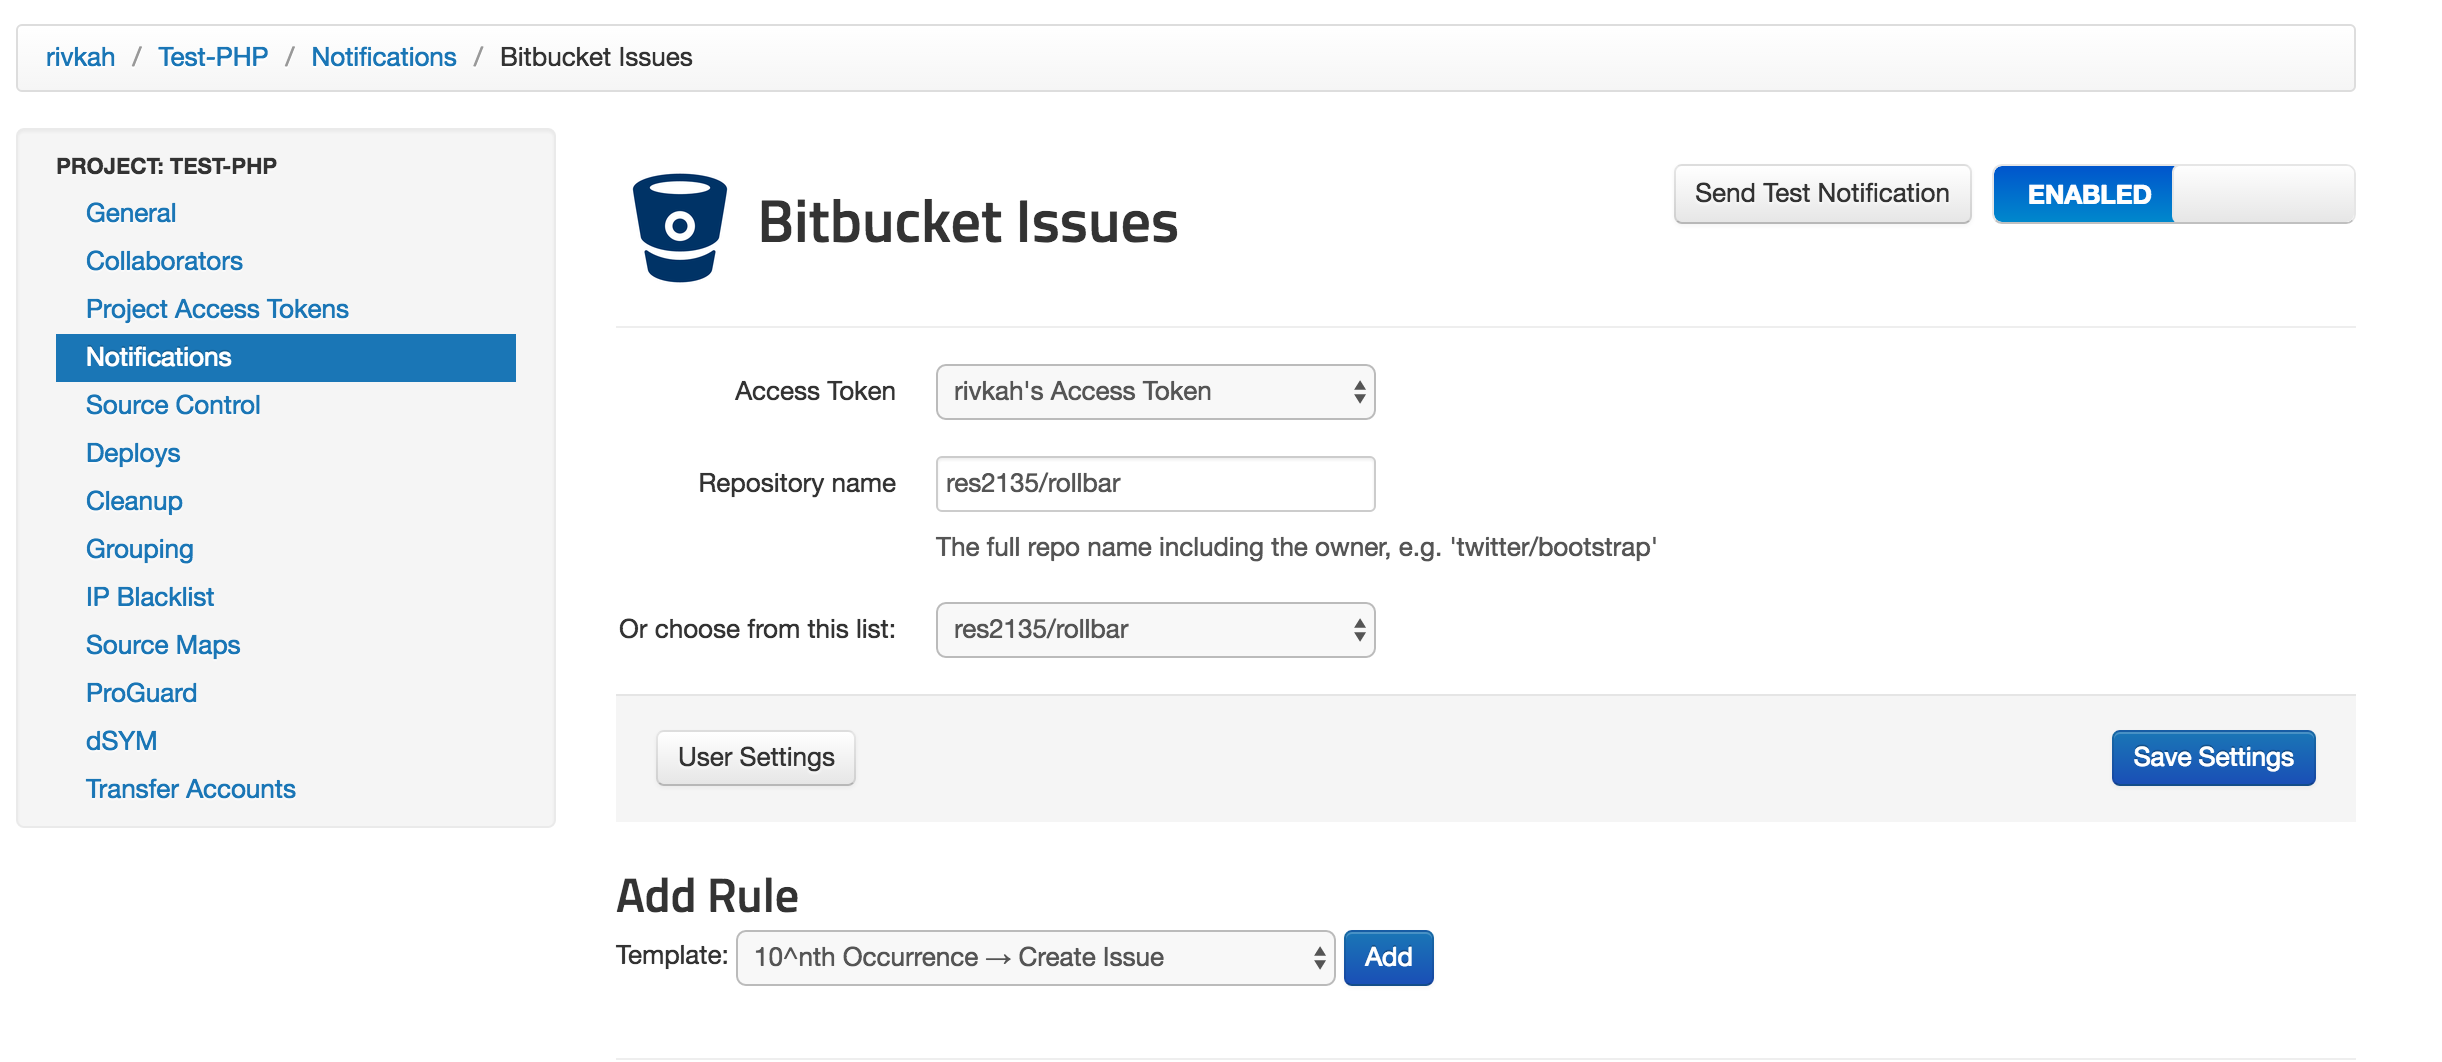 rivkah / Test-PHP / Notifications / Bitbucket Issues
PROJECT: TEST-PHP
General
Collaborators
Project Access Tokens
Notifications
Source Control
Deploys
Cleanup
Grouping
IP Blacklist
Source Maps
ProGuard
dSYM
Transfer Accounts
Bitbucket Issues
Send Test Notification
ENABLED
Access Token
rivkah's Access Token
Repository name
res2135/rollbar
The full repo name including the owner, e.g. 'twitter/bootstrap'
Or choose from this list:
res2135/rollbar
User Settings
Save Settings
Add Rule
Template: 10^nth Occurrence → Create Issue Add